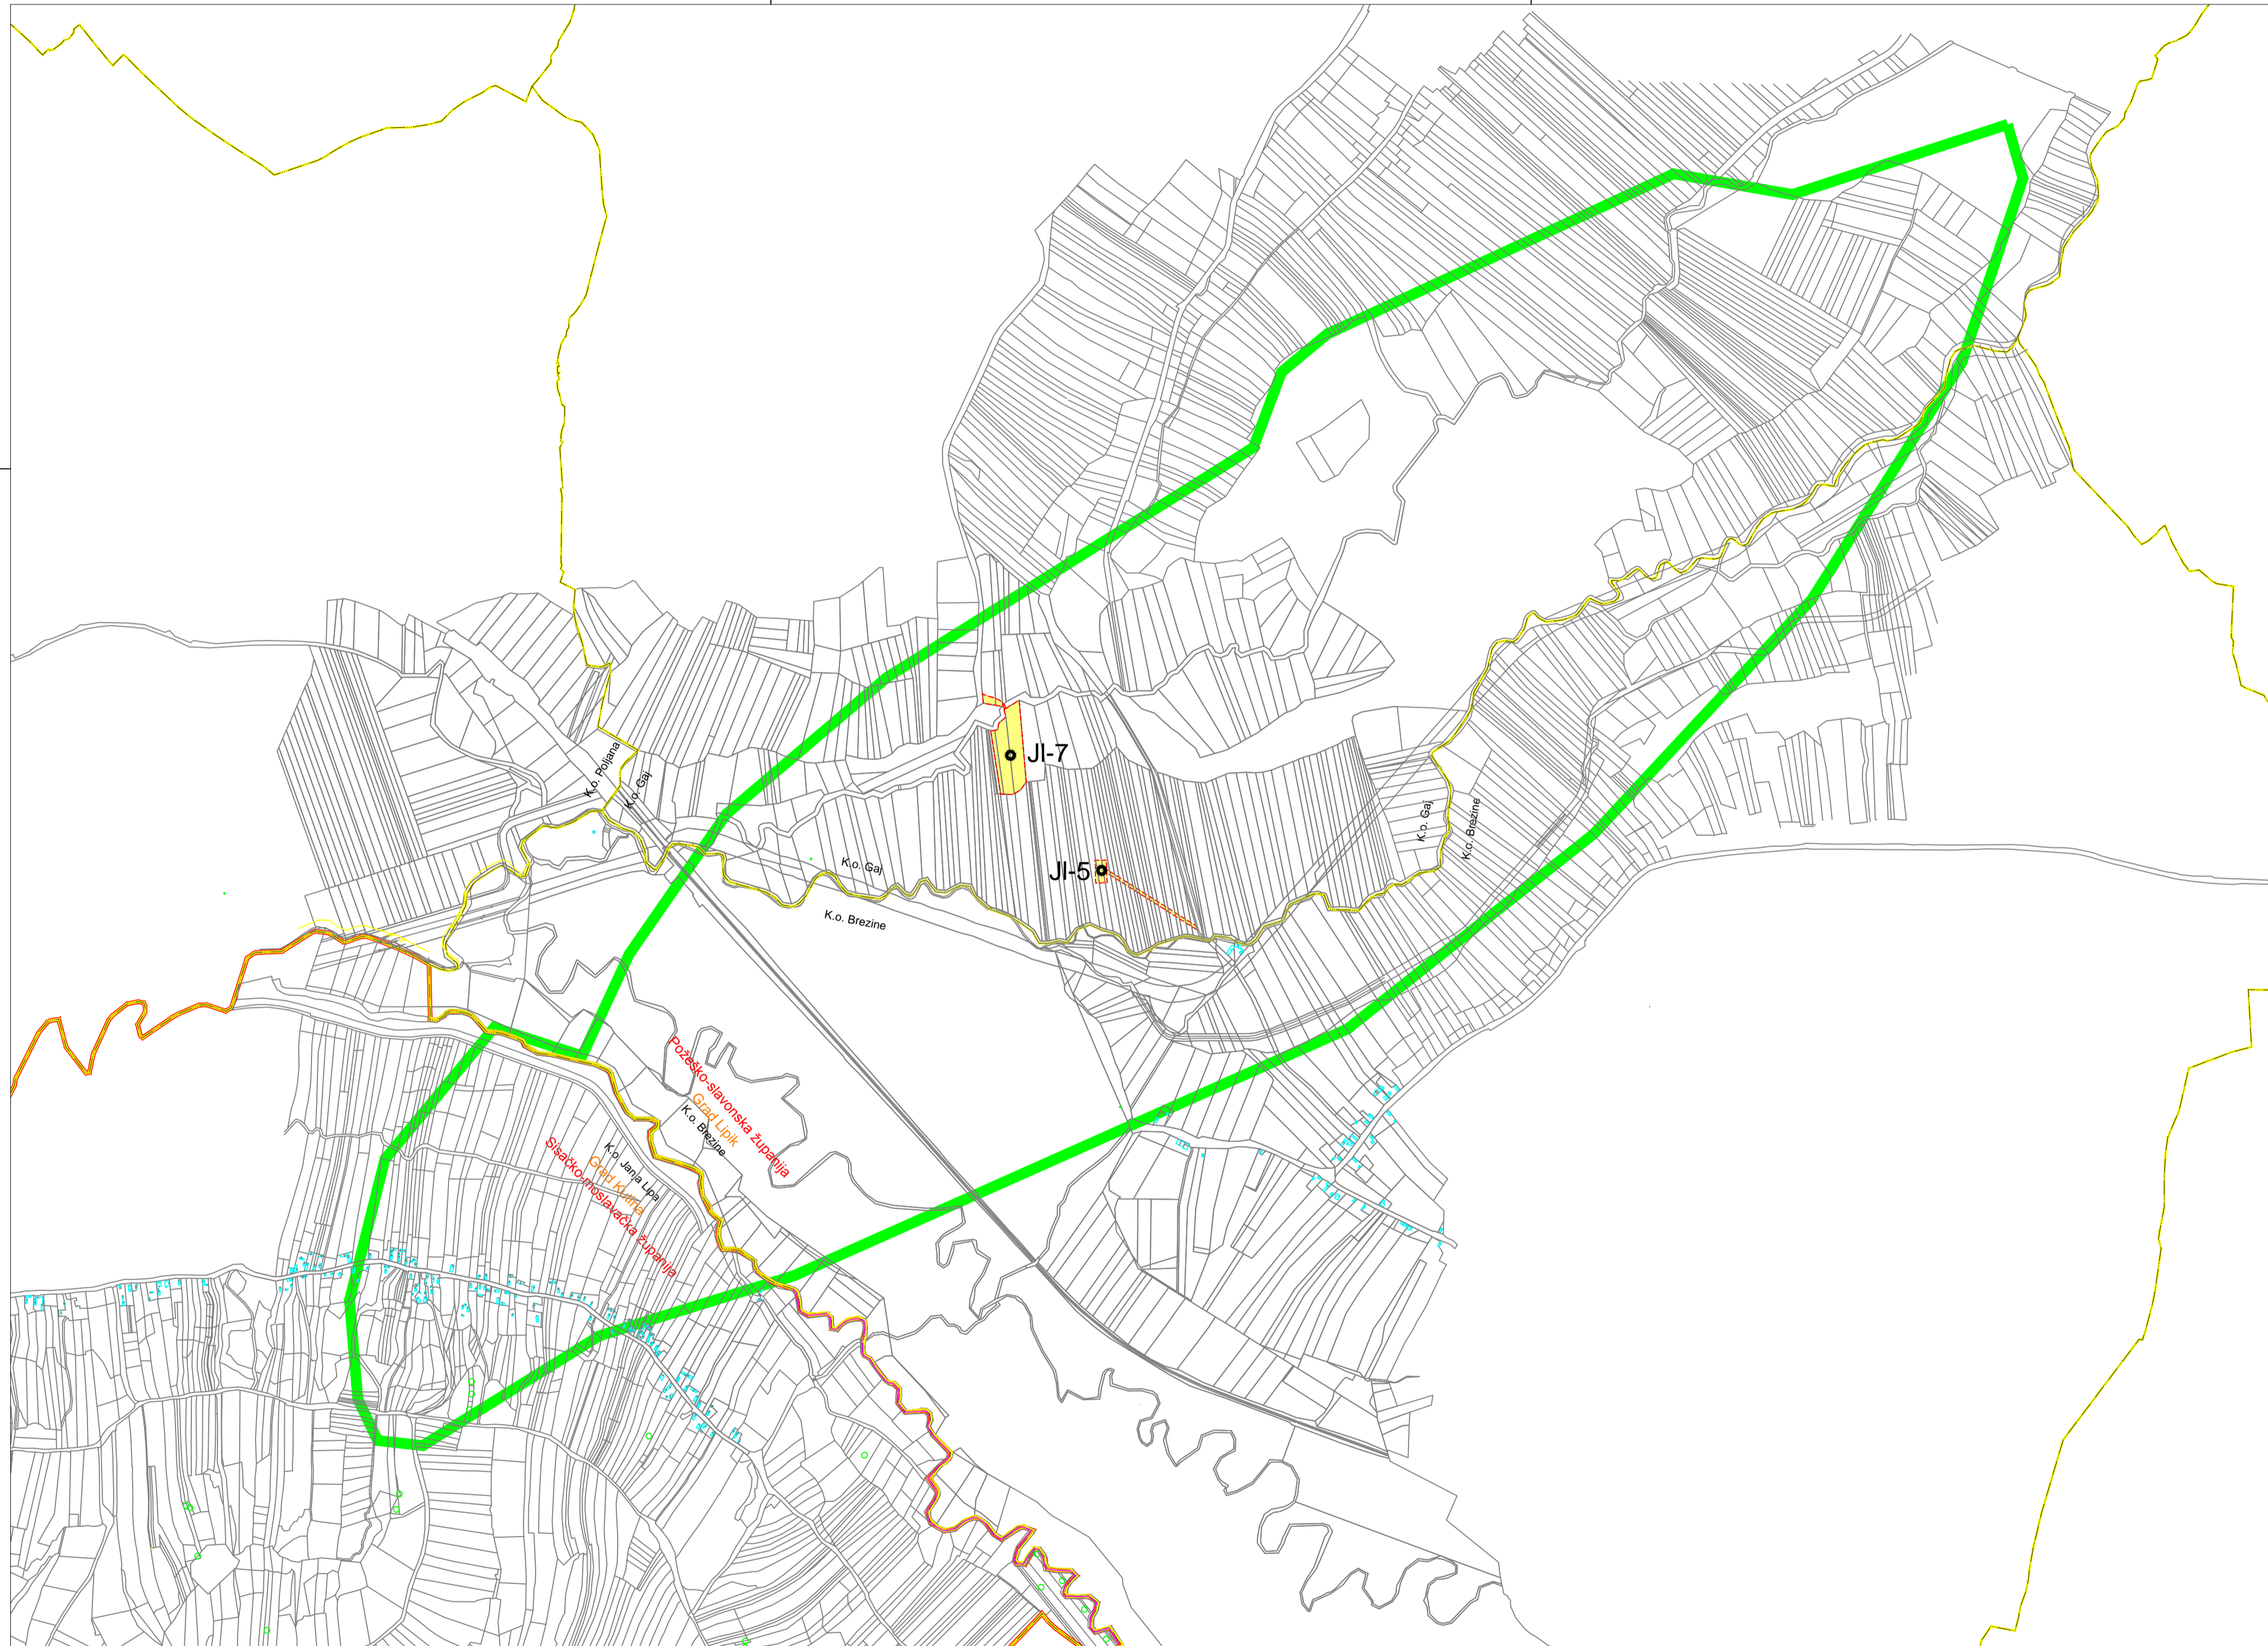 K.o. Poljana
K.o. Gaj
JI-7
K.o. Gaj
K.o. Brezine
JI-5
K.o. Gaj
K.o. Brezine
Požeško-slavonska županija
Grad Lipik
K.o. Brezine
K.o. Janja Lipa
Grad Kutina
Sisačko-moslavačka županija